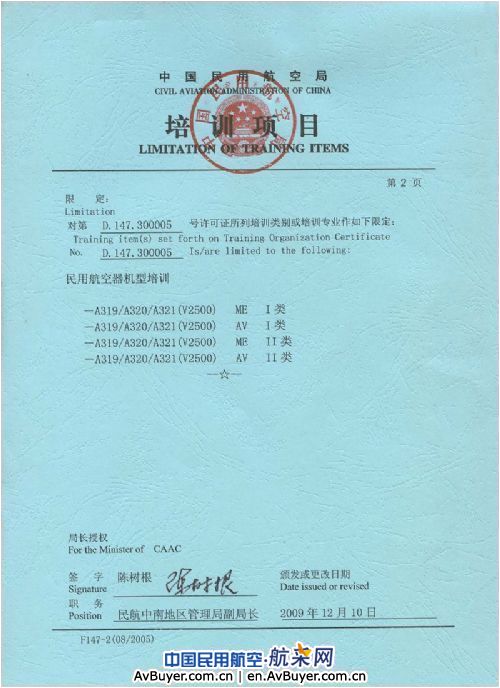 中国民用航空局
CIVIL AVIATION ADMINISTRATION OF CHINA
培训项目
LIMITATION OF TRAINING ITEMS
第 2 页
限 定:
Limitation
对第 D.147.300005 号许可证所列培训类别或培训专业作如下限定:
Training item(s) set forth on Training Organization Certificate
No. D.147.300005 Is/are limited to the following:
民用航空器机型培训
—A319/A320/A321(V2500) ME I 类
—A319/A320/A321(V2500) AV I 类
—A319/A320/A321(V2500) ME II 类
—A319/A320/A321(V2500) AV II 类
—☆—
局长授权
For the Minister of CAAC
签 字 陈树根 陈树根 颁发或更改日期
Signature Date issued or revised
职 务
Position 民航中南地区管理局副局长 2009 年 12 月 10 日
F147-2(08/2005)
中国民用航空·航采网
AvBuyer.com.cn | en.AvBuyer.com.cn